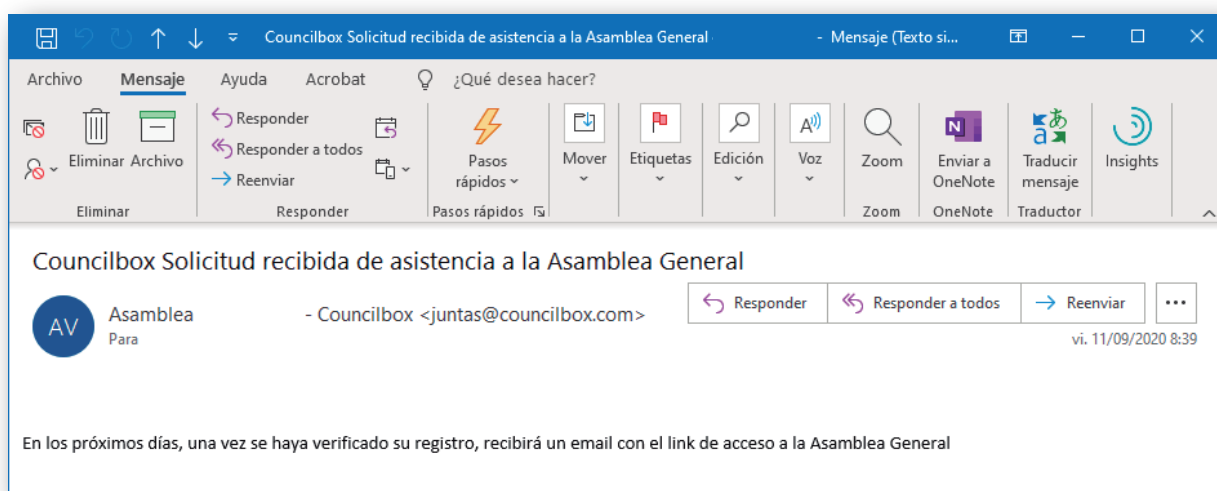 Councilbox Solicitud recibida de asistencia a la Asamblea General - Mensaje (Texto si...
Archivo Mensaje Ayuda Acrobat ¿Qué desea hacer?
Eliminar Archivo
Responder
Responder a todos
Reenviar
Pasos rápidos
Mover
Etiquetas
Edición
Voz
Zoom
Enviar a OneNote
Traducir mensaje
Insights
Eliminar Responder Pasos rápidos Zoom OneNote Traductor
Councilbox Solicitud recibida de asistencia a la Asamblea General
AV
Asamblea - Councilbox <juntas@councilbox.com>
Para
Responder Responder a todos Reenviar ...
vi. 11/09/2020 8:39
En los próximos días, una vez se haya verificado su registro, recibirá un email con el link de acceso a la Asamblea General